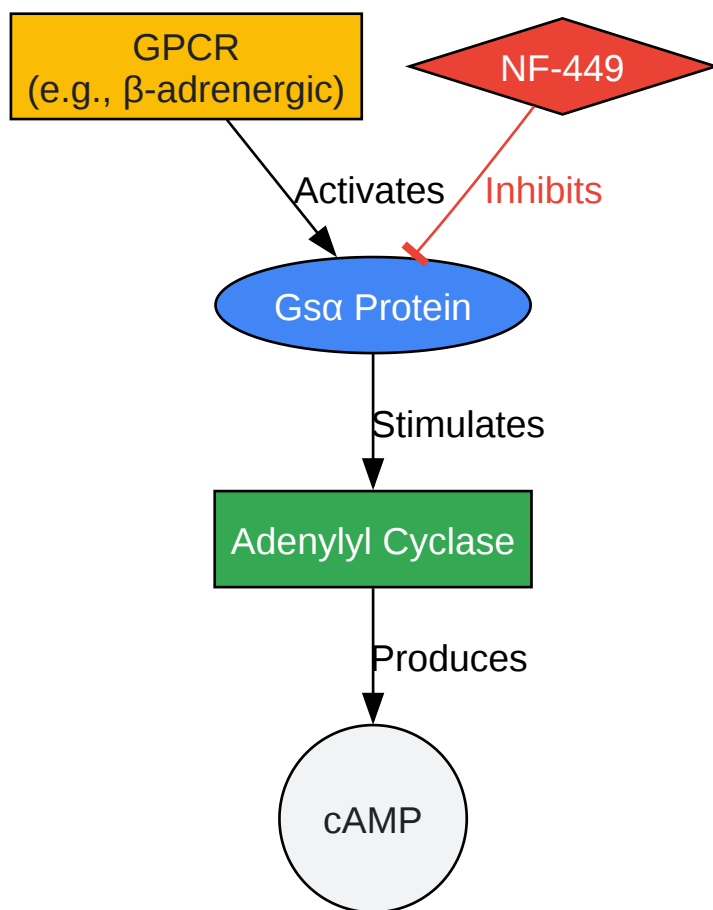 GPCR
(e.g., β-adrenergic)
NF-449
Activates
Inhibits
Gsα Protein
Stimulates
Adenylyl Cyclase
Produces
cAMP